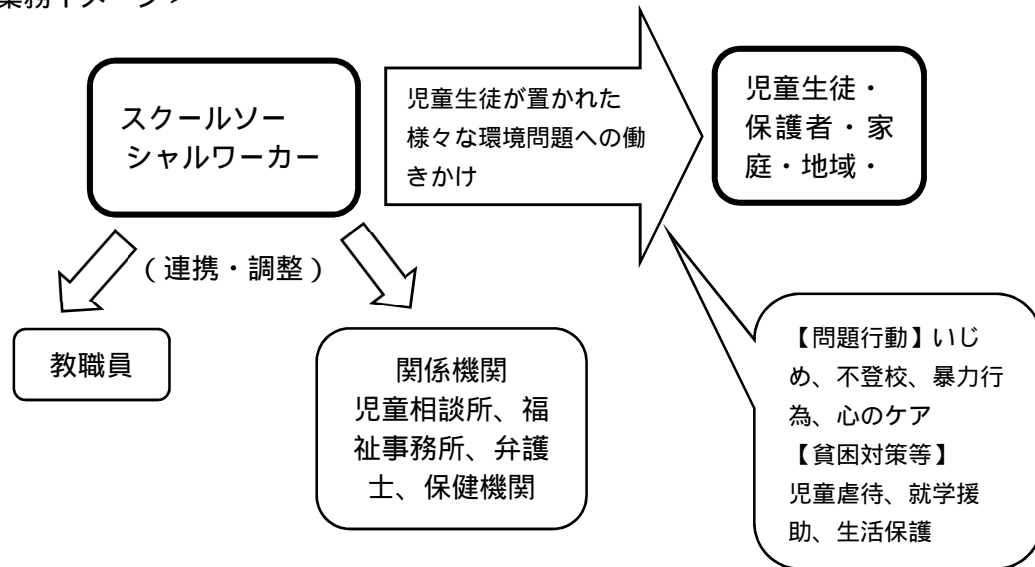 業務イメージ＞
スクールソー
シャルワーカー
児童生徒が置かれた
様々な環境問題への働
きかけ
児童生徒・
保護者・家
庭・地域・
（連携・調整）
教職員
関係機関
児童相談所、福
祉事務所、弁護
士、保健機関
【問題行動】いじ
め、不登校、暴力行
為、心のケア
【貧困対策等】
児童虐待、就学援
助、生活保護